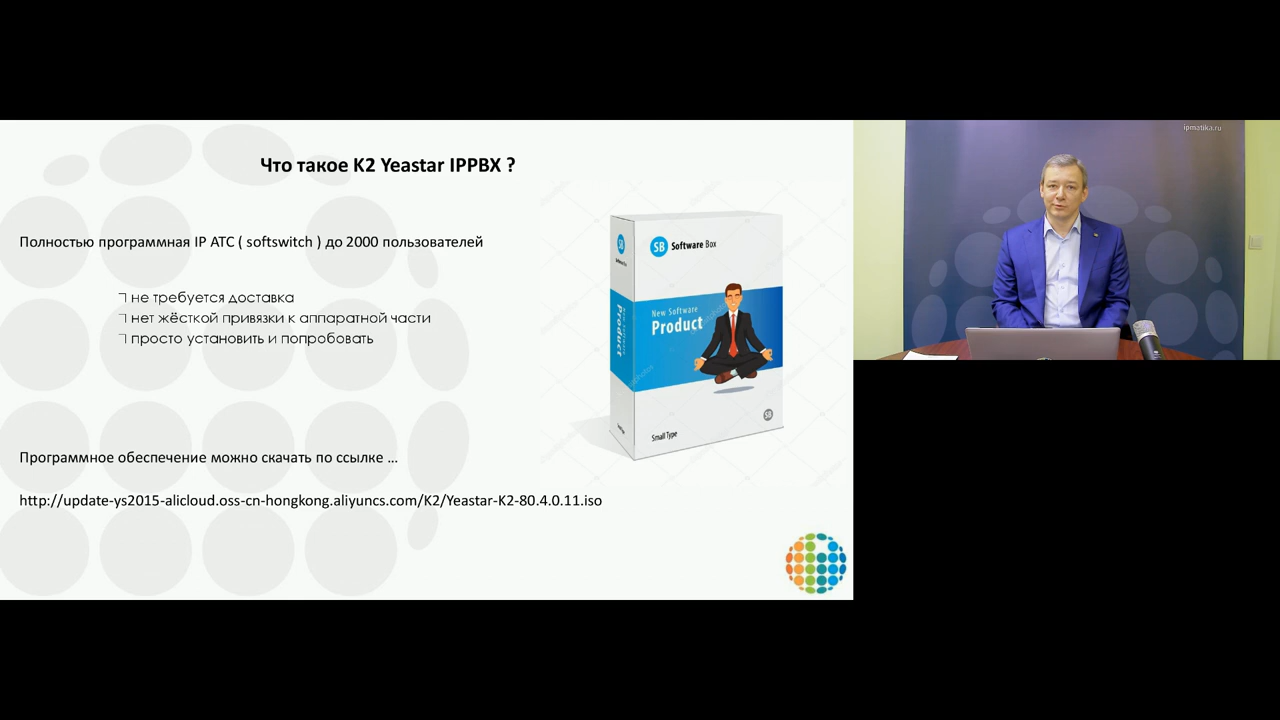 Что такое K2 Yeastar IPPBX ?
Полностью программная IP АТС ( softswitch ) до 2000 пользователей
не требуется доставка
нет жёсткой привязки к аппаратной части
просто установить и попробовать
Программное обеспечение можно скачать по ссылке ...
http://update-ys2015-alicloud.oss-cn-hongkong.aliyuncs.com/K2/Yeastar-K2-80.4.0.11.iso
SB Software Box
New Software
Product
Small Type
SB
ipmatika.ru